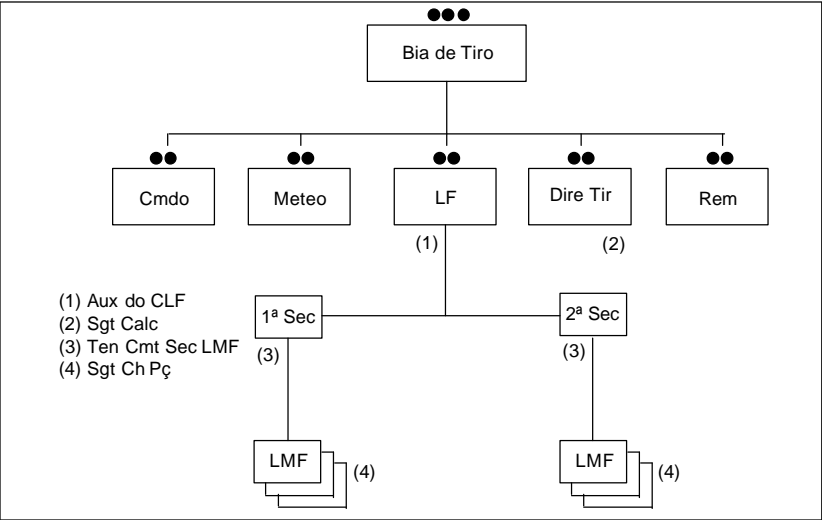 Bia de Tiro
Cmdo
Meteo
LF
Dire Tir
Rem
(1)
(2)
(1) Aux do CLF
(2) Sgt Calc
(3) Ten Cmt Sec LMF
(4) Sgt Ch Pç
1ª Sec
2ª Sec
(3)
(3)
LMF
(4)
LMF
(4)